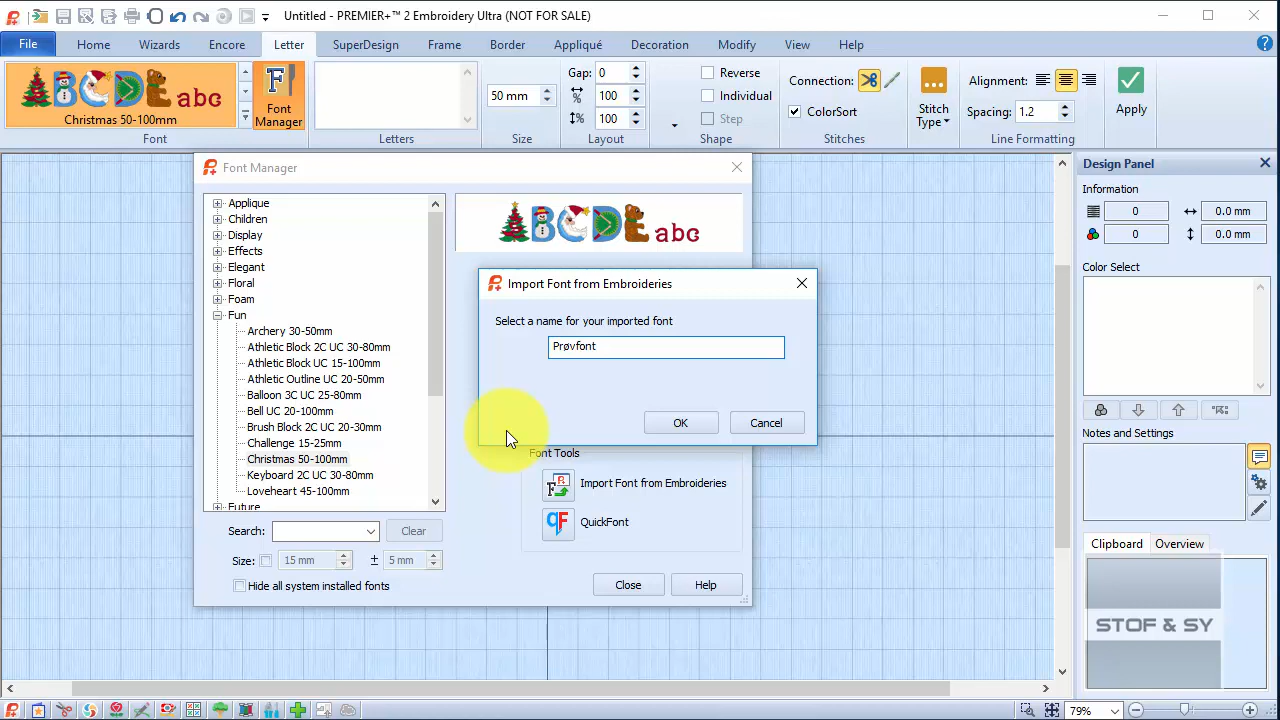 Untitled - PREMIER+™ 2 Embroidery Ultra (NOT FOR SALE)
File Home Wizards Encore Letter SuperDesign Frame Border Appliqué Decoration Modify View Help
Christmas 50-100mm
abc
Font
Font Manager
Letters
50 mm
Size
Gap: 0
100
100
Layout
Reverse
Individual
Step
Shape
Connection:
ColorSort
Stitches
Stitch Type
Alignment:
Spacing: 1.2
Line Formatting
Apply
Font Manager
Applique
Children
Display
Effects
Elegant
Floral
Foam
Fun
Archery 30-50mm
Athletic Block 2C UC 30-80mm
Athletic Block UC 15-100mm
Athletic Outline UC 20-50mm
Balloon 3C UC 25-80mm
Bell UC 20-100mm
Brush Block 2C UC 20-30mm
Challenge 15-25mm
Christmas 50-100mm
Keyboard 2C UC 30-80mm
Loveheart 45-100mm
Future
Search:
Clear
Size: 15 mm ± 5 mm
Hide all system installed fonts
ABCDE abc
Import Font from Embroideries
Select a name for your imported font
Prøvfont
OK
Cancel
Font Tools
Import Font from Embroideries
QuickFont
Close
Help
Design Panel
Information
0
0.0 mm
0
0.0 mm
Color Select
Notes and Settings
Clipboard Overview
STOF & SY
79%